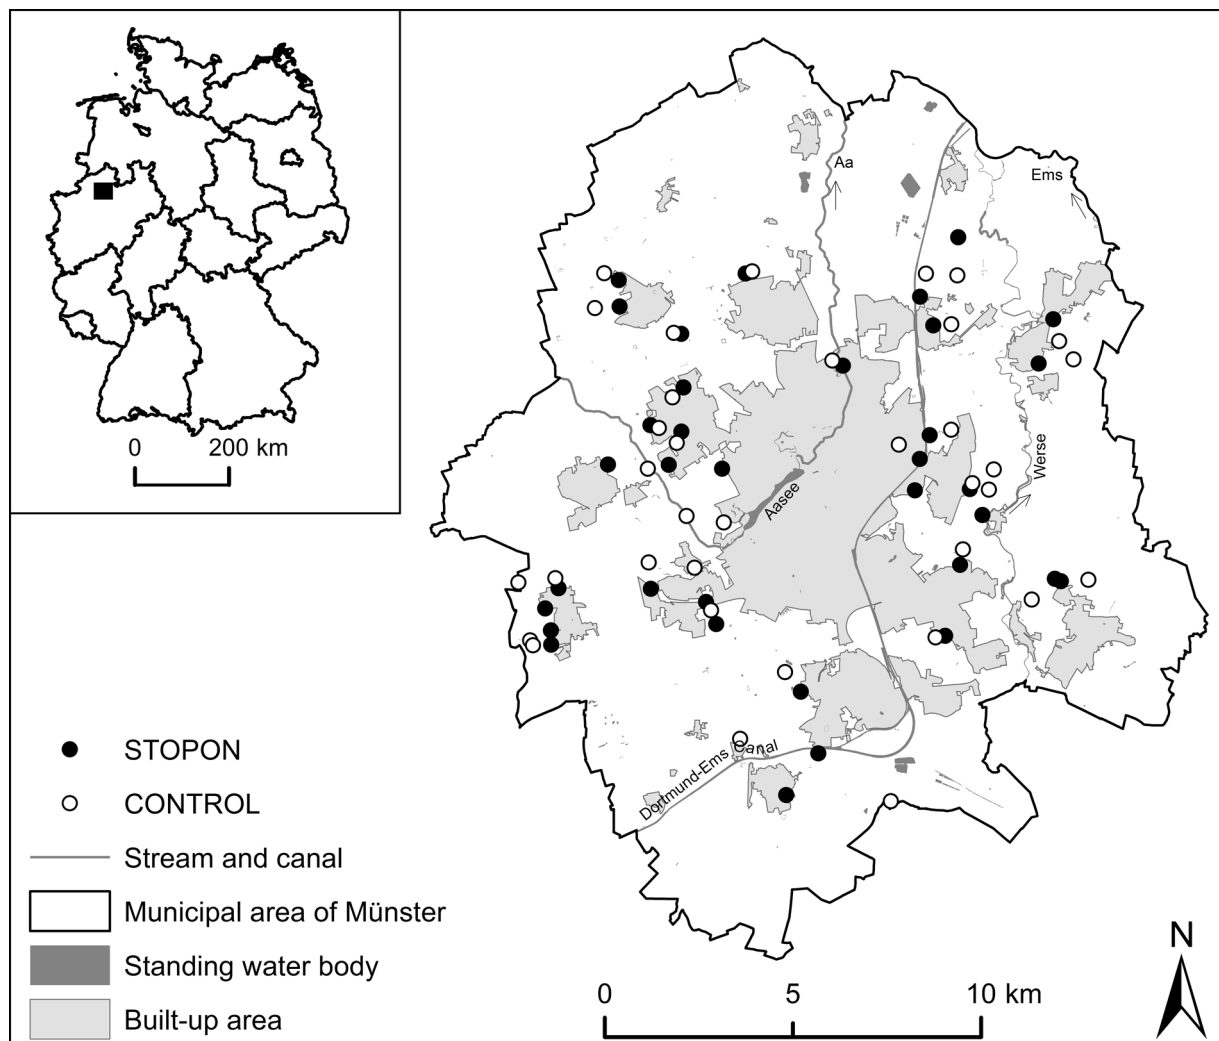 0
200 km
Aa
Ems
Werse
Aasee
Dortmund-Ems Canal
STOPON
CONTROL
Stream and canal
Municipal area of Münster
Standing water body
Built-up area
0
5
10 km
N